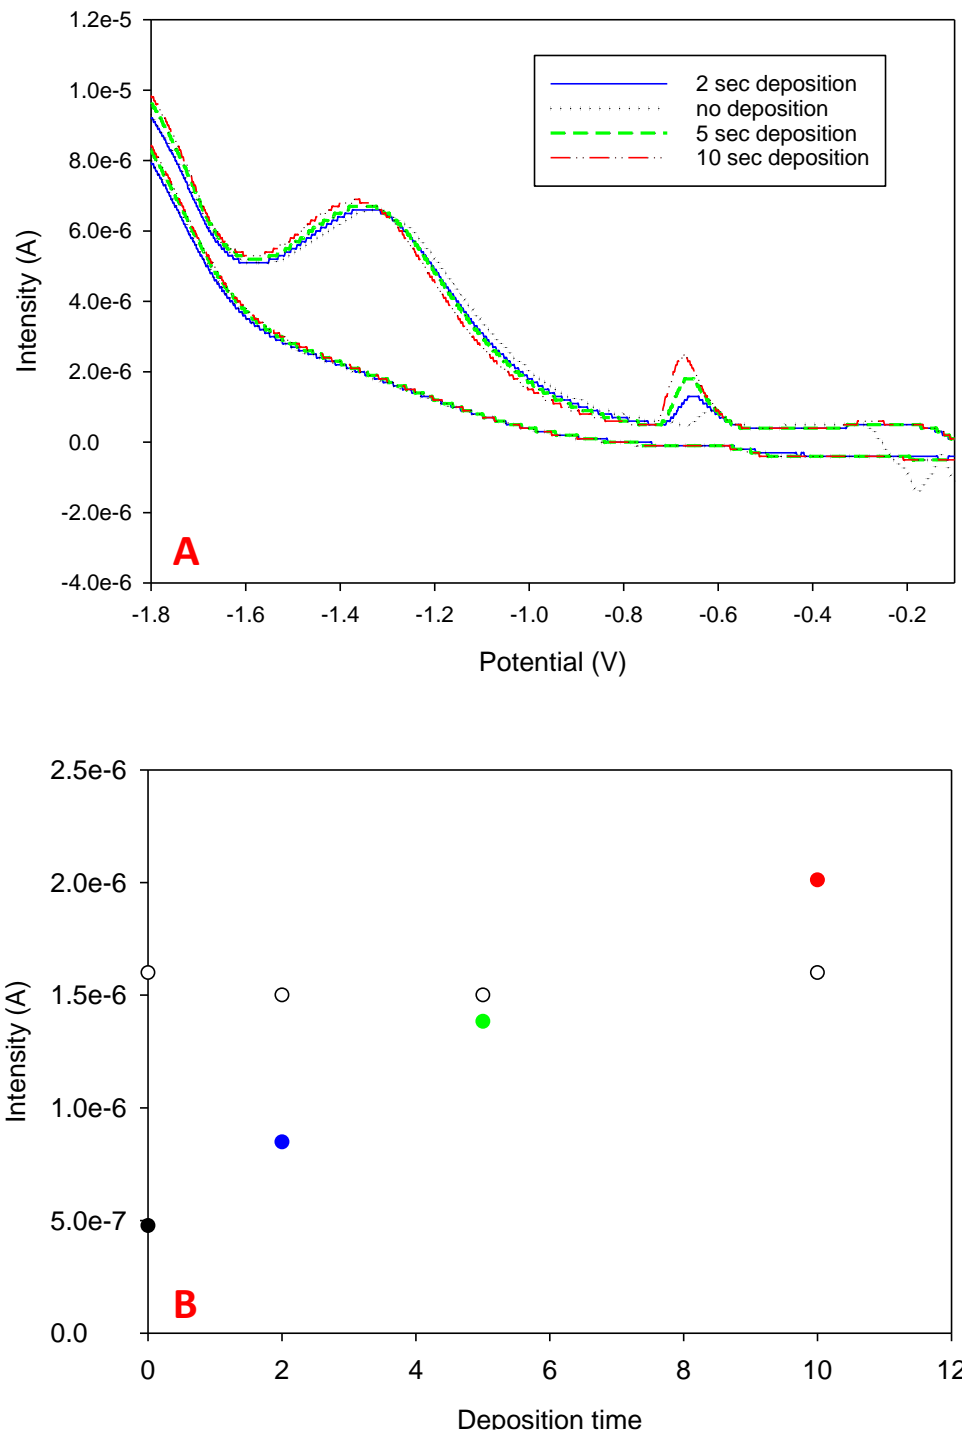 1.2e-5
1.0e-5
8.0e-6
6.0e-6
4.0e-6
2.0e-6
0.0
-2.0e-6
-4.0e-6
Intensity (A)
2 sec deposition
no deposition
5 sec deposition
10 sec deposition
A
-1.8 -1.6 -1.4 -1.2 -1.0 -0.8 -0.6 -0.4 -0.2
Potential (V)
2.5e-6
2.0e-6
1.5e-6
1.0e-6
5.0e-7
0.0
Intensity (A)
B
0 2 4 6 8 10 12
Deposition time